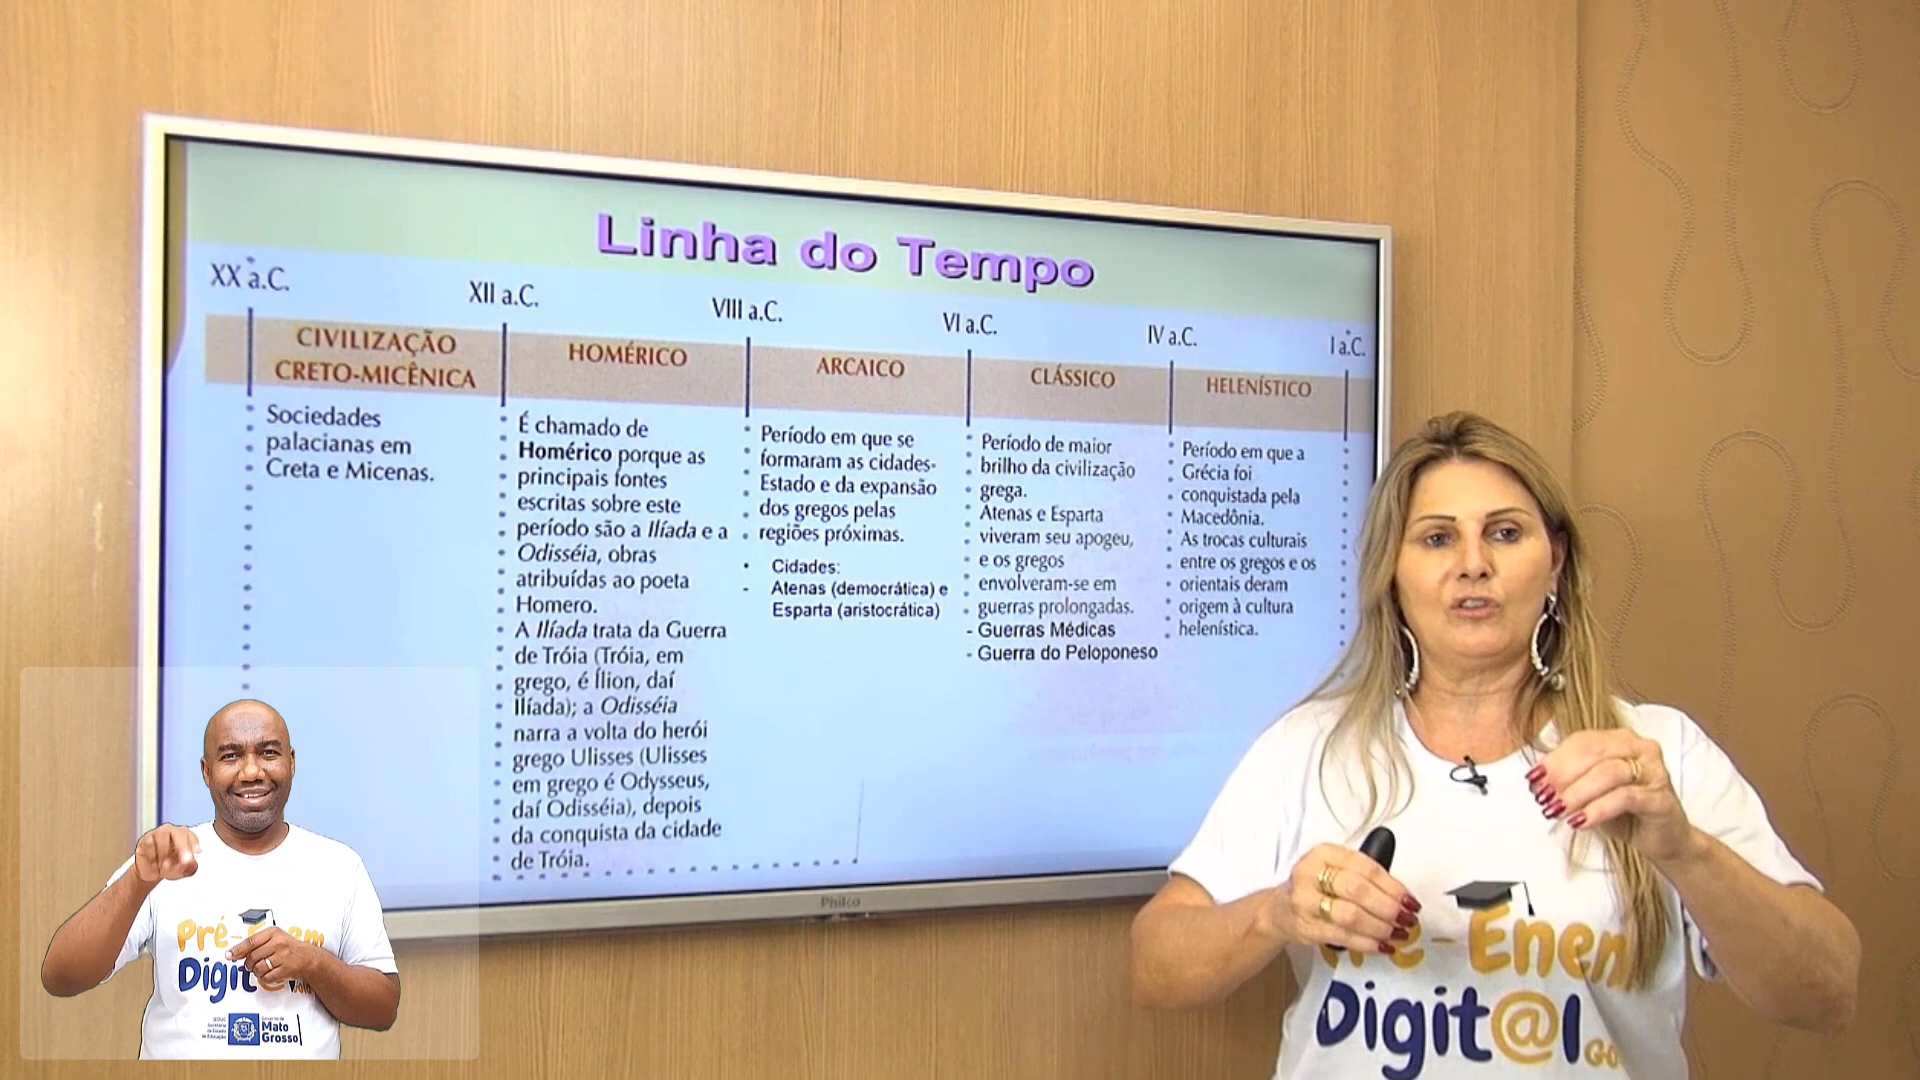 Linha do Tempo
XX a.C.
XII a.C.
VIII a.C.
VI a.C.
IV a.C.
I a.C.
CIVILIZAÇÃO
CRETO-MICÊNICA
Sociedades
palacianas em
Creta e Micenas.
HOMÉRICO
É chamado de
Homérico porque as
principais fontes
escritas sobre este
período são a Ilíada e a
Odisséia, obras
atribuídas ao poeta
Homero.
A Ilíada trata da Guerra
de Tróia (Tróia, em
grego, é Ílion, daí
Ilíada); a Odisséia
narra a volta do herói
grego Ulisses (Ulisses
em grego é Odysseus,
daí Odisséia), depois
da conquista da cidade
de Tróia.
ARCAICO
Período em que se
formaram as cidades-
Estado e da expansão
dos gregos pelas
regiões próximas.
• Cidades:
- Atenas (democrática) e
Esparta (aristocrática)
CLÁSSICO
Período de maior
brilho da civilização
grega.
Atenas e Esparta
viveram seu apogeu,
e os gregos
envolveram-se em
guerras prolongadas.
- Guerras Médicas
- Guerra do Peloponeso
HELENÍSTICO
Período em que a
Grécia foi
conquistada pela
Macedônia.
As trocas culturais
entre os gregos e os
orientais deram
origem à cultura
helenística.
Philco
Pré-Enem
Digit@l
GO
Pré-Enem
Digit@
Mato
Grosso